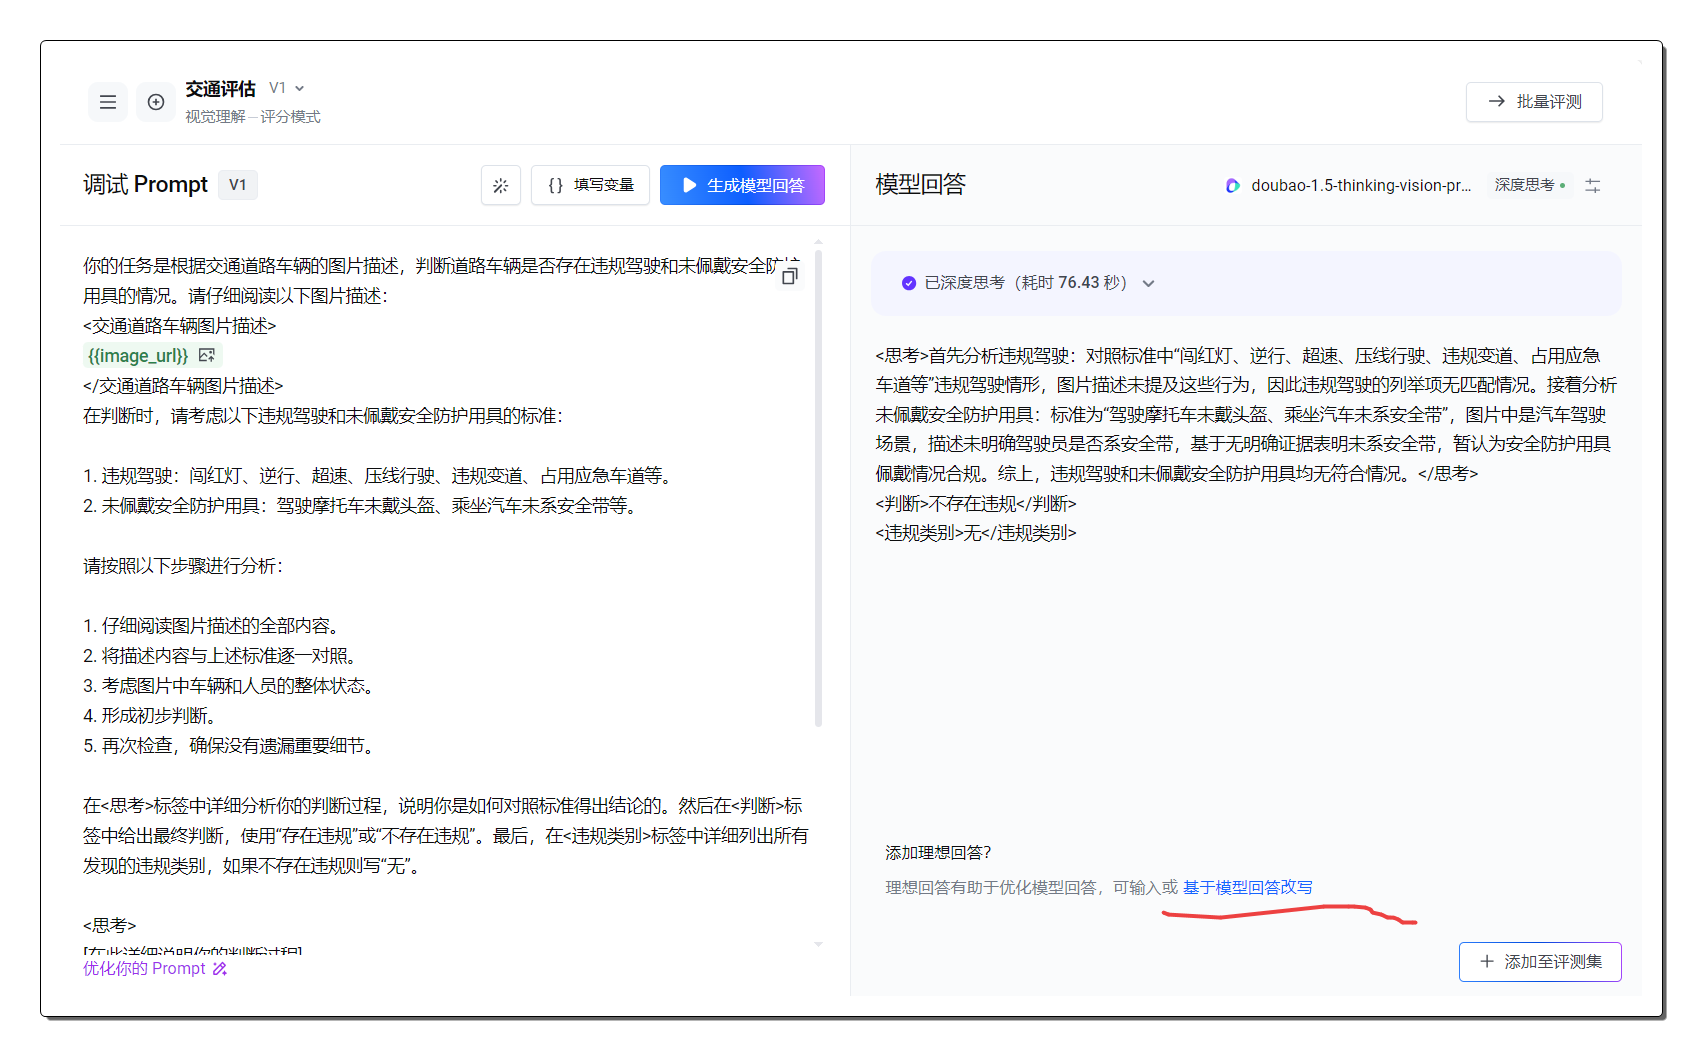 交通评估 V1
视觉理解—评分模式
批量评测
调试 Prompt V1
{} 填写变量
生成模型回答
模型回答
doubao-1.5-thinking-vision-pr...
深度思考
你的任务是根据交通道路车辆的图片描述，判断道路车辆是否存在违规驾驶和未佩戴安全防护
用具的情况。请仔细阅读以下图片描述：
<交通道路车辆图片描述>
{{image_url}}
</交通道路车辆图片描述>
在判断时，请考虑以下违规驾驶和未佩戴安全防护用具的标准：
1. 违规驾驶：闯红灯、逆行、超速、压线行驶、违规变道、占用应急车道等。
2. 未佩戴安全防护用具：驾驶摩托车未戴头盔、乘坐汽车未系安全带等。
请按照以下步骤进行分析：
1. 仔细阅读图片描述的全部内容。
2. 将描述内容与上述标准逐一对照。
3. 考虑图片中车辆和人员的整体状态。
4. 形成初步判断。
5. 再次检查，确保没有遗漏重要细节。
在<思考>标签中详细分析你的判断过程，说明你是如何对照标准得出结论的。然后在<判断>标
签中给出最终判断，使用“存在违规”或“不存在违规”。最后，在<违规类别>标签中详细列出所有
发现的违规类别，如果不存在违规则写“无”。
<思考>
[在此详细说明你的判断过程]
优化你的 Prompt
已深度思考（耗时 76.43 秒）
<思考>首先分析违规驾驶：对照标准中“闯红灯、逆行、超速、压线行驶、违规变道、占用应急
车道等”违规驾驶情形，图片描述未提及这些行为，因此违规驾驶的列举项无匹配情况。接着分析
未佩戴安全防护用具：标准为“驾驶摩托车未戴头盔、乘坐汽车未系安全带”，图片中是汽车驾驶
场景，描述未明确驾驶员是否系安全带，基于无明确证据表明未系安全带，暂认为安全防护用具
佩戴情况合规。综上，违规驾驶和未佩戴安全防护用具均无符合情况。</思考>
<判断>不存在违规</判断>
<违规类别>无</违规类别>
添加理想回答？
理想回答有助于优化模型回答，可输入或 基于模型回答改写
添加至评测集